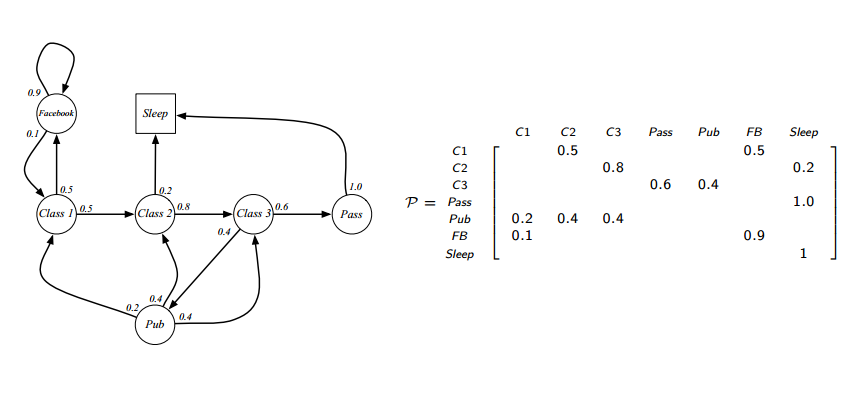 0.9
Facebook
Sleep
0.1
0.5
0.2
1.0
Class 1
0.5
Class 2
0.8
Class 3
0.6
Pass
0.4
0.4
0.2
Pub
0.4
C1 C2 C3 Pass Pub FB Sleep
C1 0.5 0.5
C2 0.8 0.2
C3 0.6 0.4
𝒫 = Pass 1.0
Pub 0.2 0.4 0.4
FB 0.1 0.9
Sleep 1